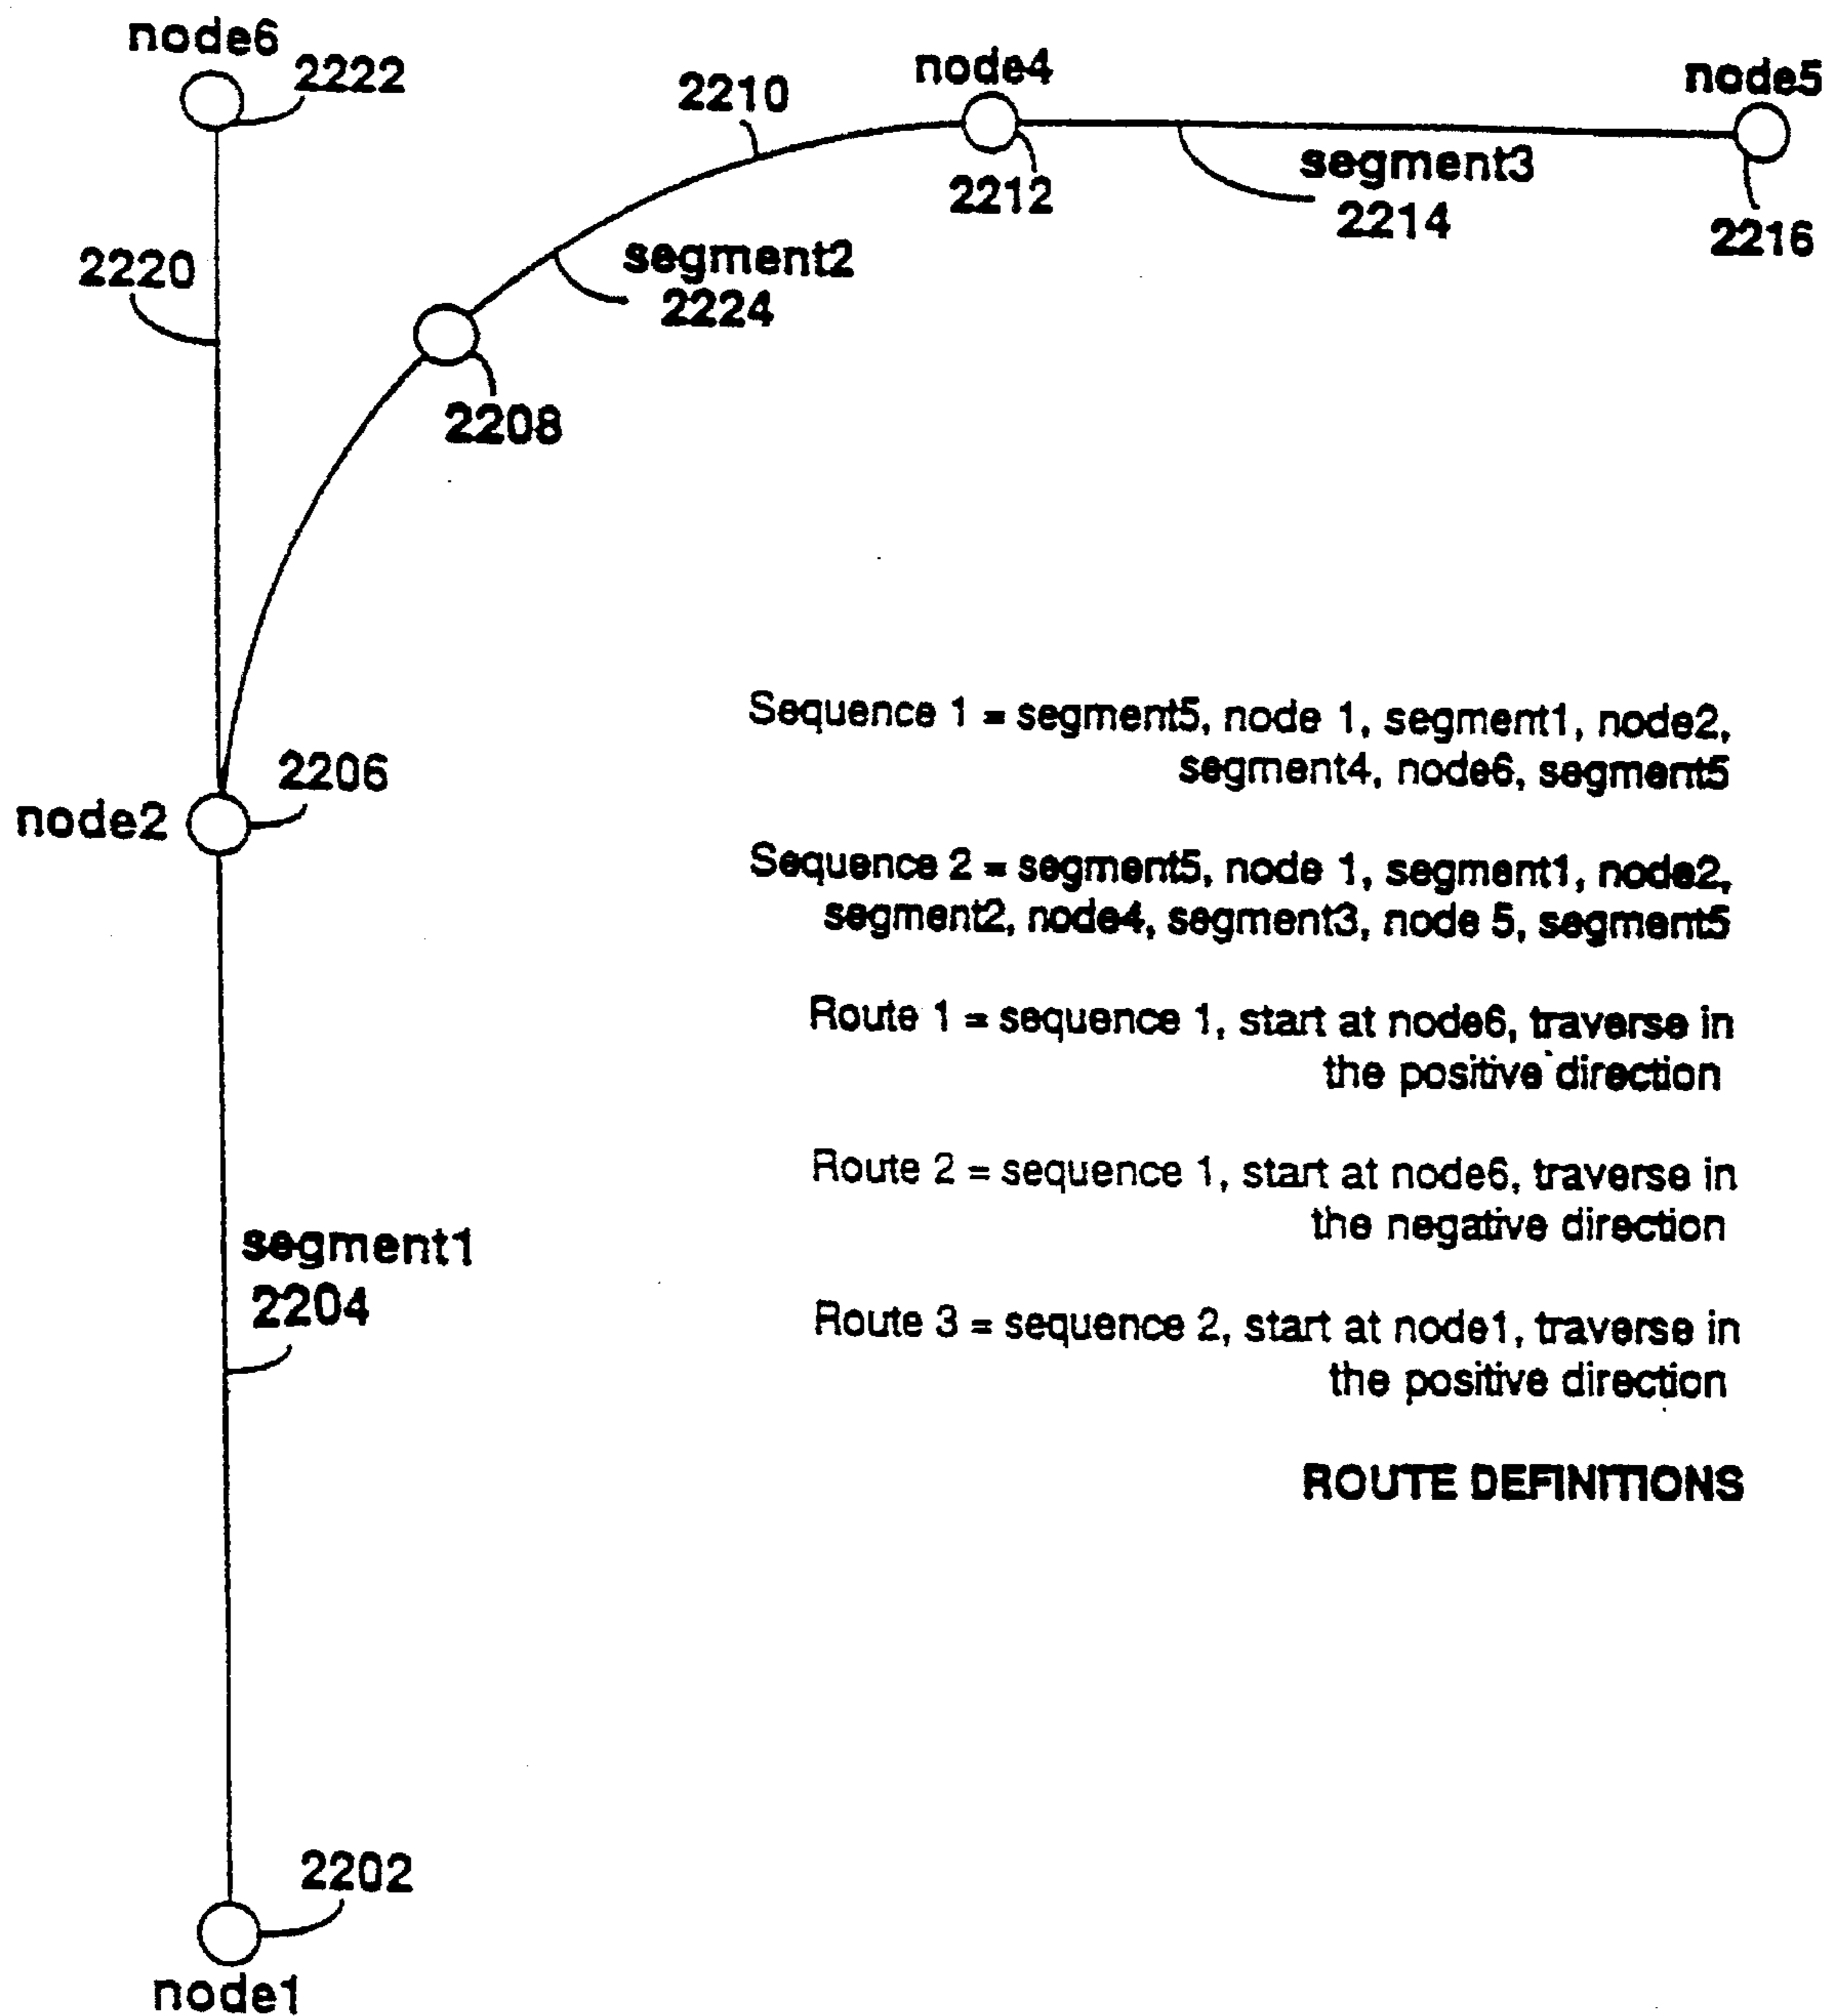 node6
2222
2210
node4
node5
segment3
2212
2214
2216
2220
segment2
2224
2208
Sequence 1 = segment5, node 1, segment1, node2,
segment4, node6, segment5
2206
node2
Sequence 2 = segment5, node 1, segment1, node2,
segment2, node4, segment3, node 5, segment5
Route 1 = sequence 1, start at node6, traverse in
the positive direction
Route 2 = sequence 1, start at node6, traverse in
the negative direction
segment1
2204
Route 3 = sequence 2, start at node1, traverse in
the positive direction
ROUTE DEFINITIONS
2202
node1